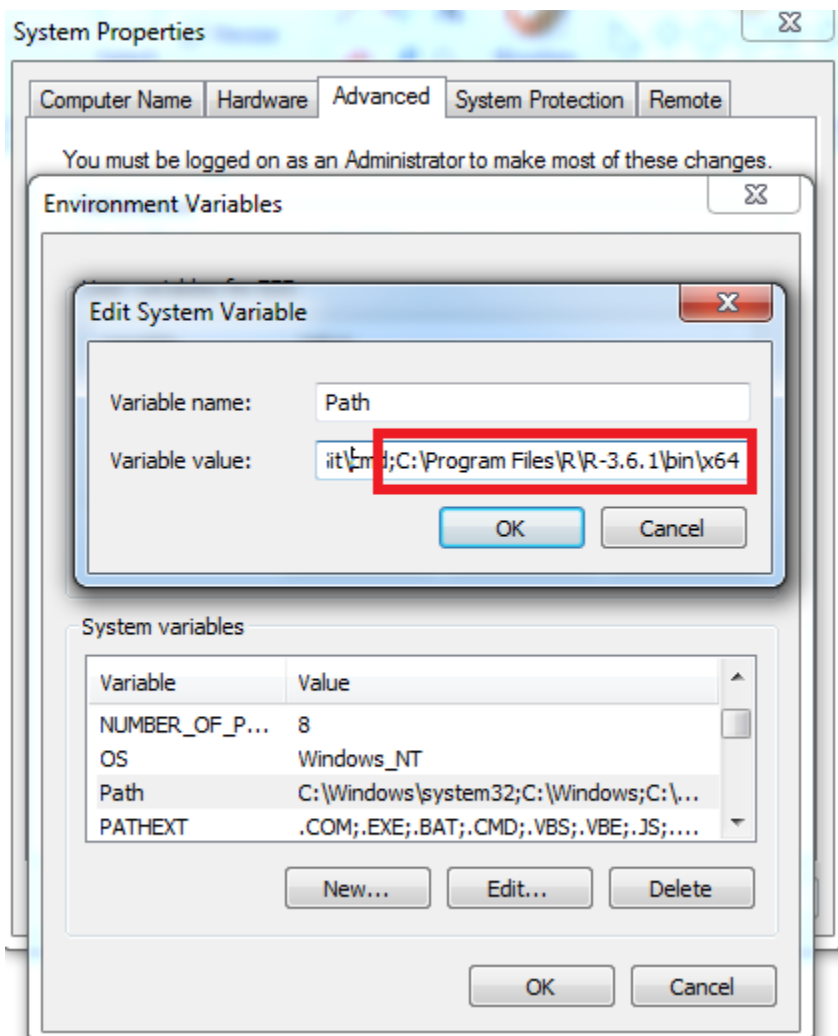 System Properties
Computer Name Hardware Advanced System Protection Remote
You must be logged on as an Administrator to make most of these changes.
Environment Variables
Edit System Variable
Variable name: Path
Variable value: \cmd;C:\Program Files\R\R-3.6.1\bin\x64
OK Cancel
System variables
Variable Value
NUMBER_OF_P... 8
OS Windows_NT
Path C:\Windows\system32;C:\Windows;C:\...
PATHEXT .COM;.EXE;.BAT;.CMD;.VBS;.VBE;.JS;....
New... Edit... Delete
OK Cancel